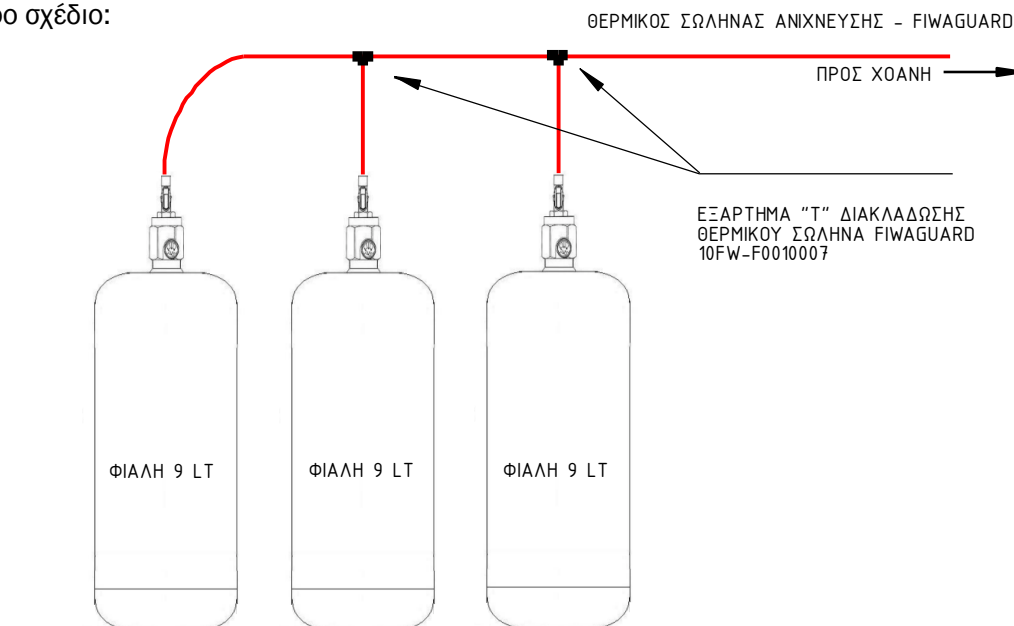 ρο σχέδιο:
ΘΕΡΜΙΚΟΣ ΣΩΛΗΝΑΣ ΑΝΙΧΝΕΥΣΗΣ - FIWAGUARD
ΠΡΟΣ ΧΟΑΝΗ
ΕΞΑΡΤΗΜΑ "Τ" ΔΙΑΚΛΑΔΩΣΗΣ
ΘΕΡΜΙΚΟΥ ΣΩΛΗΝΑ FIWAGUARD
10FW-F0010007
ΦΙΑΛΗ 9 LT
ΦΙΑΛΗ 9 LT
ΦΙΑΛΗ 9 LT